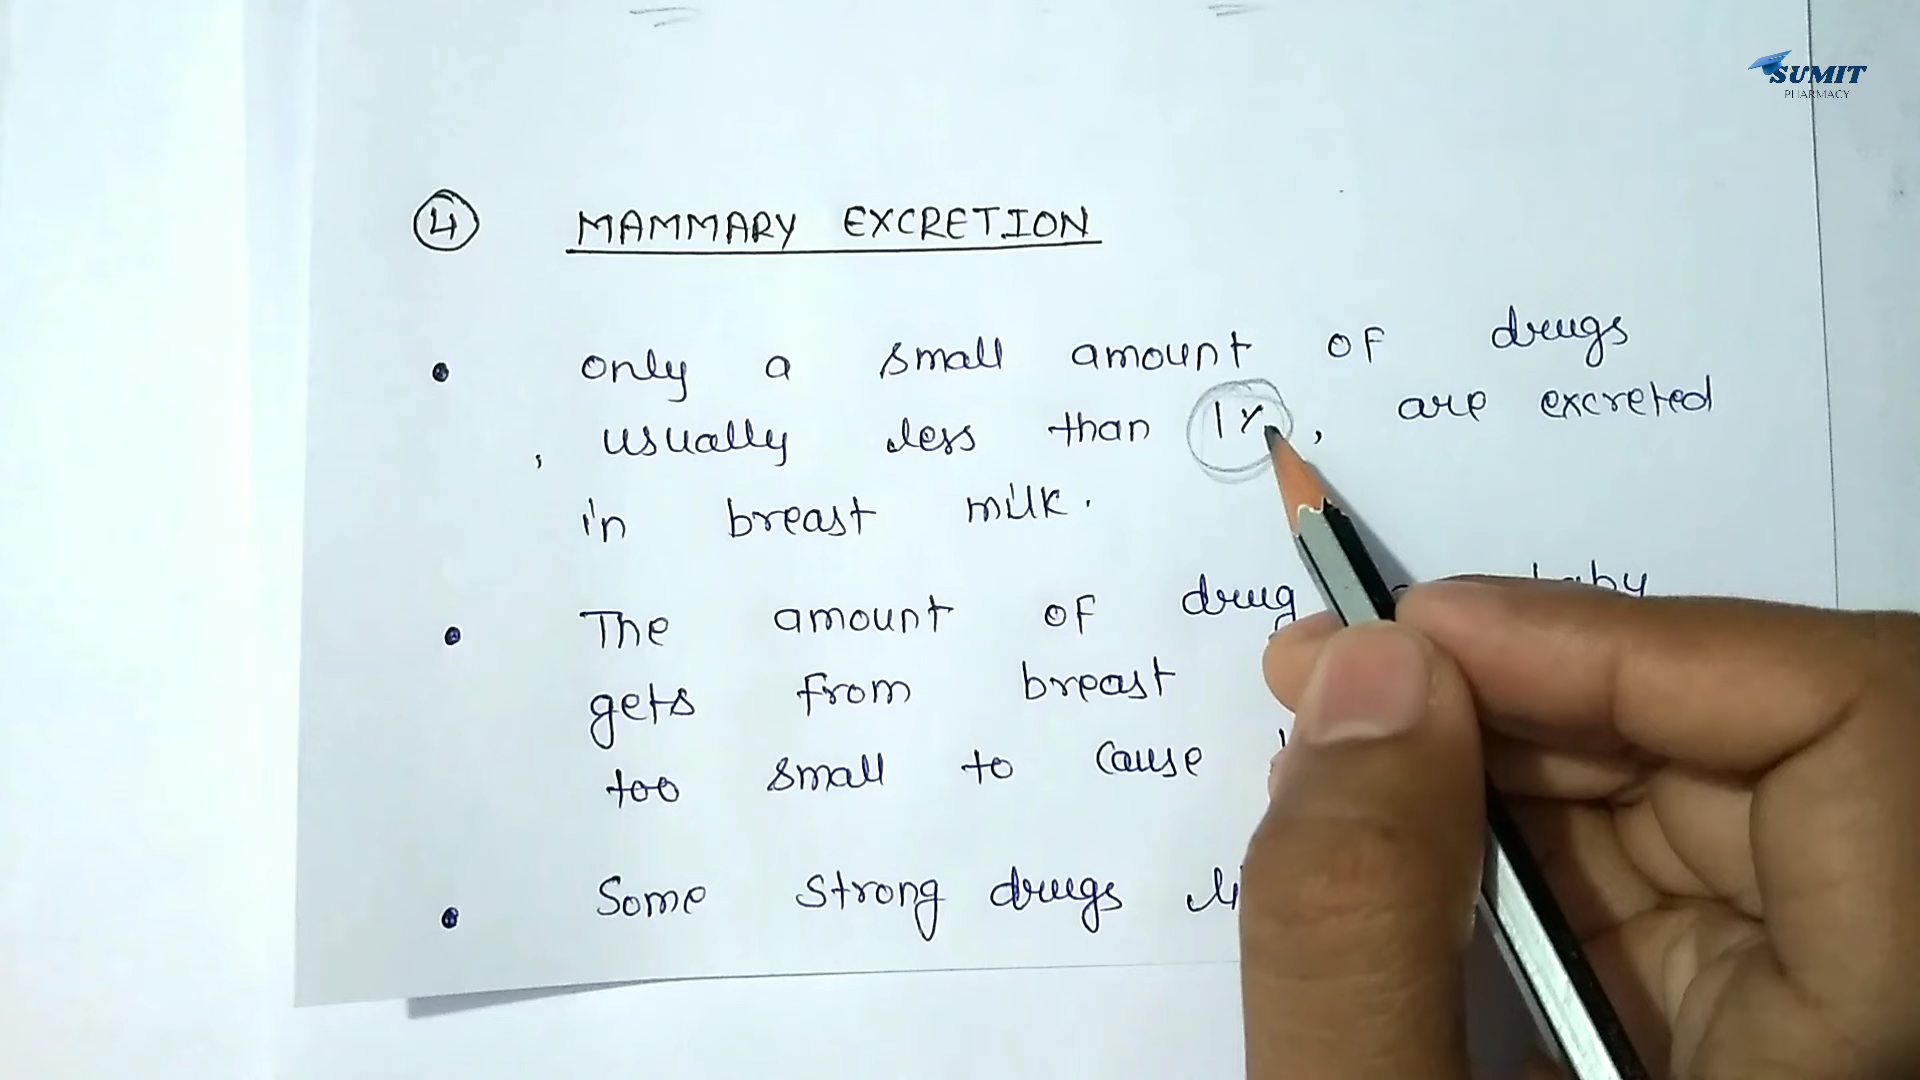 SUMIT
PHARMACY
4 MAMMARY EXCRETION
• only a small amount of drugs
, usually less than 1%, are excreted
in breast milk.
• The amount of drug baby
gets from breast
too small to cause
• Some strong drugs